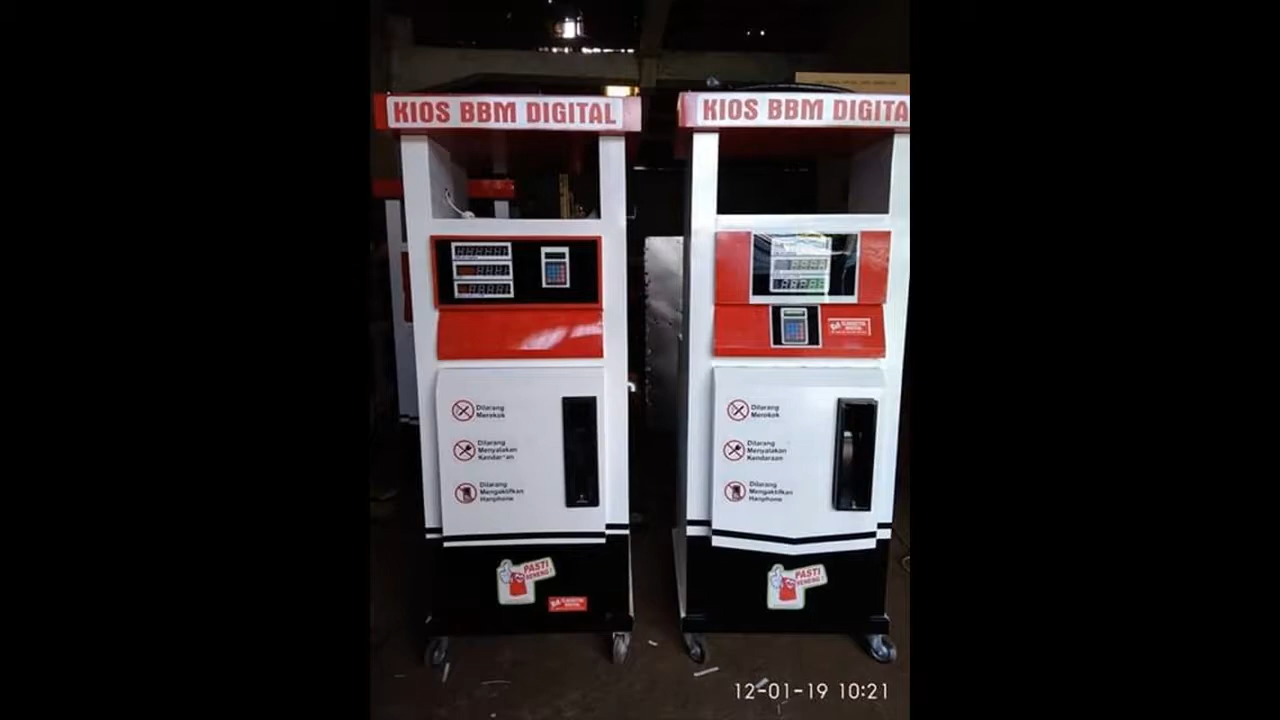 KIOS BBM DIGITAL
KIOS BBM DIGITA
Dilarang
Merokok
Dilarang
Menyalakan
Kendaraan
Dilarang
Mengaktifkan
Hanphone
PASTI
Dilarang
Merokok
Dilarang
Menyalakan
Kendaraan
Dilarang
Mengaktifkan
Hanphone
PASTI
12-01-19 10:21